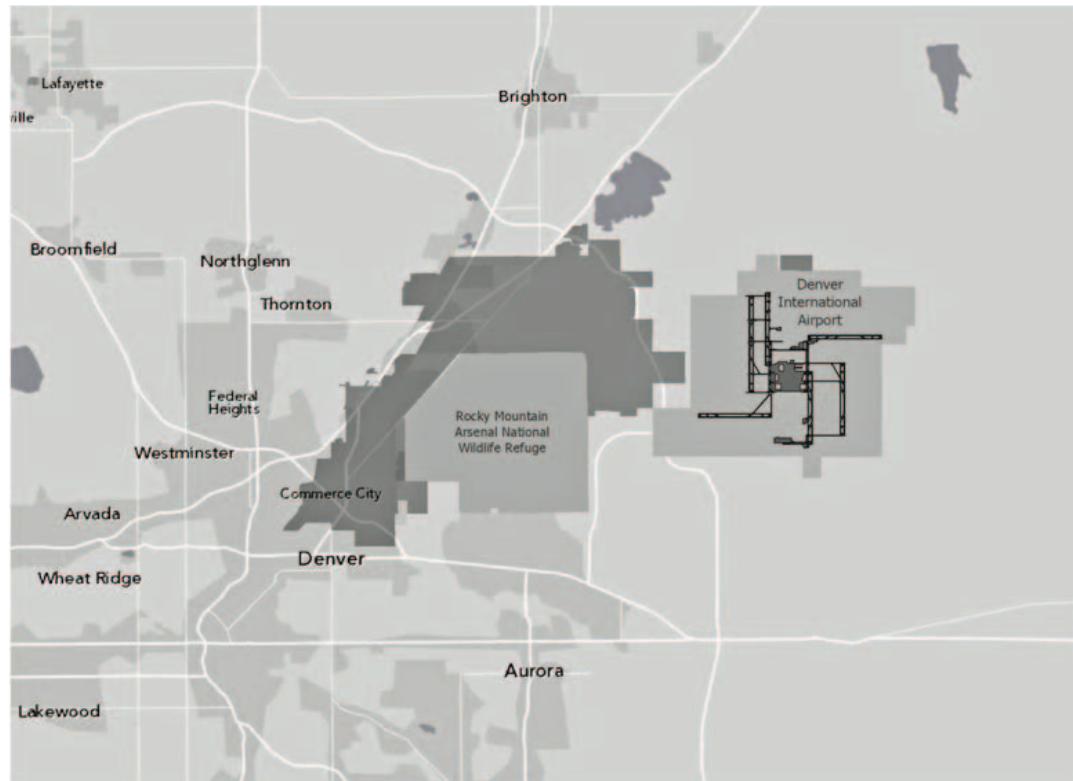 Lafayette
ville
Brighton
Broomfield
Northglenn
Thornton
Denver
International
Airport
Federal
Heights
Rocky Mountain
Arsenal National
Wildlife Refuge
Westminster
Commerce City
Arvada
Denver
Wheat Ridge
Aurora
Lakewood